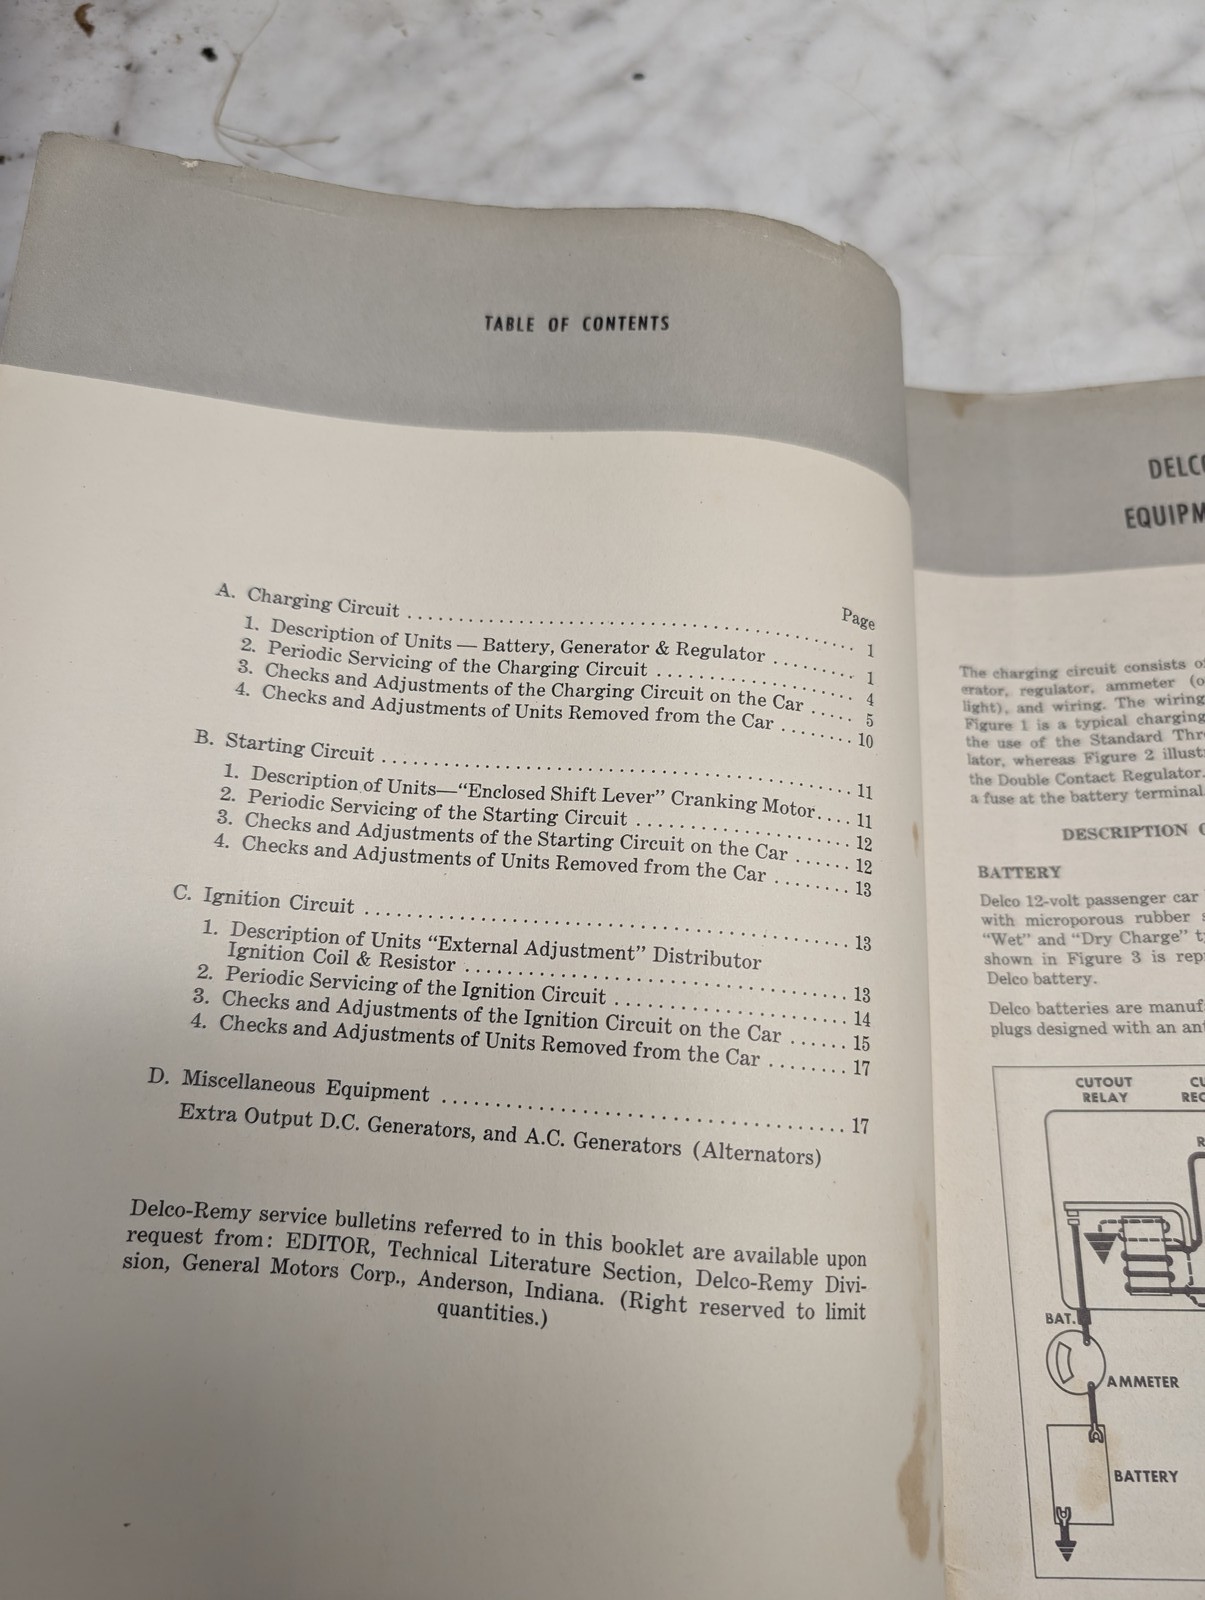 TABLE OF CONTENTS
Page
A. Charging Circuit ........................................ 1
1. Description of Units — Battery, Generator & Regulator ........ 1
2. Periodic Servicing of the Charging Circuit .................... 4
3. Checks and Adjustments of the Charging Circuit on the Car ..... 5
4. Checks and Adjustments of Units Removed from the Car ........ 10
B. Starting Circuit ........................................ 11
1. Description of Units—“Enclosed Shift Lever” Cranking Motor.... 11
2. Periodic Servicing of the Starting Circuit .................... 12
3. Checks and Adjustments of the Starting Circuit on the Car ...... 12
4. Checks and Adjustments of Units Removed from the Car ........ 13
C. Ignition Circuit ........................................ 13
1. Description of Units “External Adjustment” Distributor
Ignition Coil & Resistor ........................................ 13
2. Periodic Servicing of the Ignition Circuit ...................... 14
3. Checks and Adjustments of the Ignition Circuit on the Car ...... 15
4. Checks and Adjustments of Units Removed from the Car ........ 17
D. Miscellaneous Equipment ........................................ 17
Extra Output D.C. Generators, and A.C. Generators (Alternators)
Delco-Remy service bulletins referred to in this booklet are available upon
request from: EDITOR, Technical Literature Section, Delco-Remy Divi-
sion, General Motors Corp., Anderson, Indiana. (Right reserved to limit
quantities.)
DELCO
EQUIPM
The charging circuit consists of
erator, regulator, ammeter (o
light), and wiring. The wiring
Figure 1 is a typical charging
the use of the Standard Thr
lator, whereas Figure 2 illust
the Double Contact Regulator.
a fuse at the battery terminal
DESCRIPTION
BATTERY
Delco 12-volt passenger car
with microporous rubber s
“Wet” and “Dry Charge” t
shown in Figure 3 is rep
Delco battery.
Delco batteries are manuf
plugs designed with an ant
CUTOUT
RELAY
CU
REC
R
BAT.
AMMETER
BATTERY